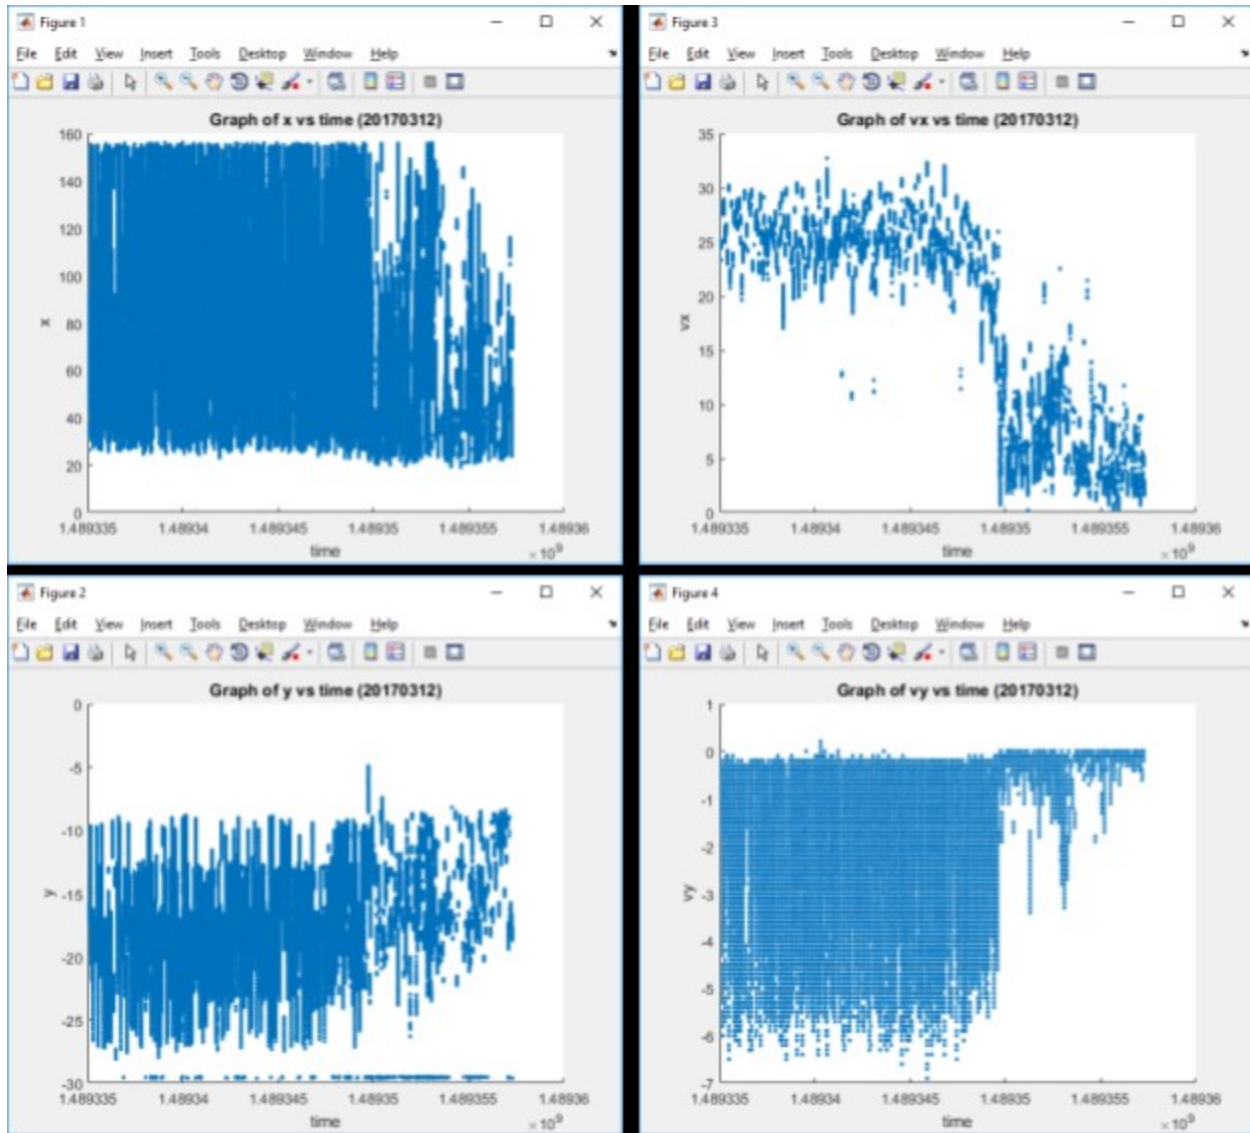 Figure 1
File Edit View Insert Tools Desktop Window Help
Graph of x vs time (20170312)
160
140
120
100
80
60
40
20
0
x
1.489335 1.48934 1.489345 1.48935 1.489355 1.48936
time
×10^9
Figure 3
File Edit View Insert Tools Desktop Window Help
Graph of vx vs time (20170312)
35
30
25
20
15
10
5
0
vx
1.489335 1.48934 1.489345 1.48935 1.489355 1.48936
time
×10^9
Figure 2
File Edit View Insert Tools Desktop Window Help
Graph of y vs time (20170312)
0
-5
-10
-15
-20
-25
-30
y
1.489335 1.48934 1.489345 1.48935 1.489355 1.48936
time
×10^9
Figure 4
File Edit View Insert Tools Desktop Window Help
Graph of vy vs time (20170312)
1
0
-1
-2
-3
-4
-5
-6
-7
vy
1.489335 1.48934 1.489345 1.48935 1.489355 1.48936
time
×10^9